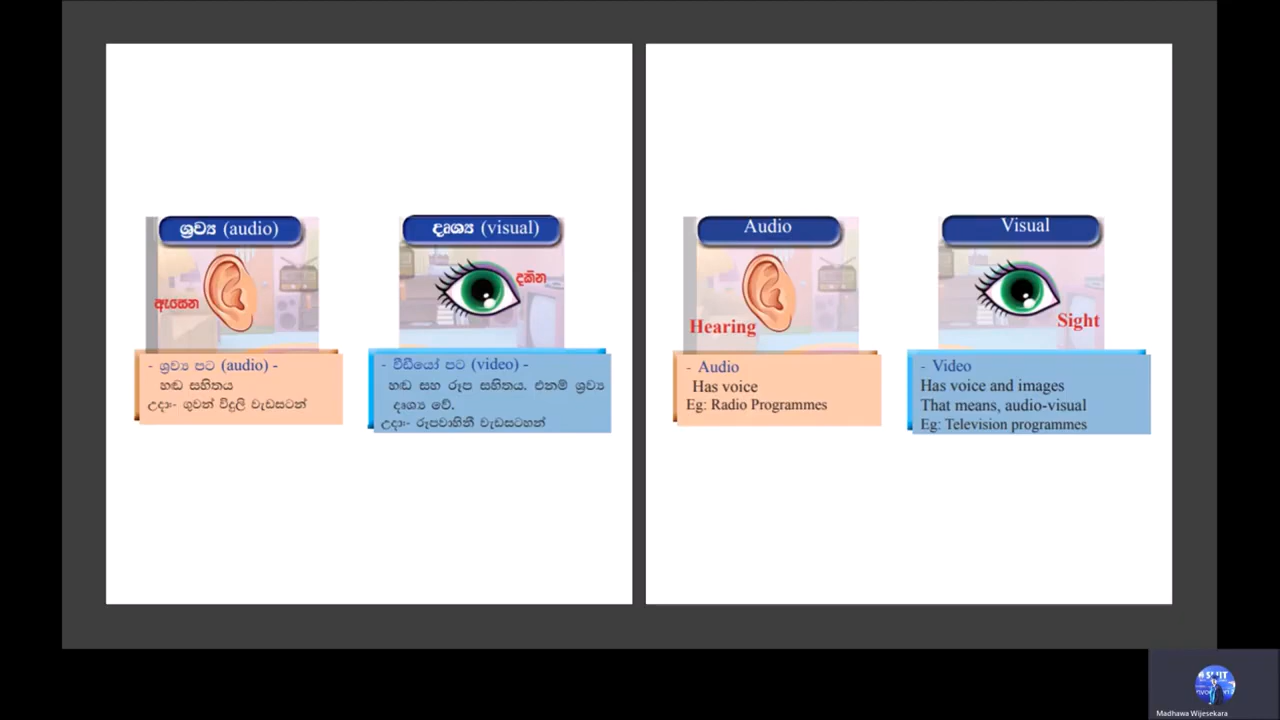 ශ්‍රව්‍ය (audio)
ඇසෙන
- ශ්‍රව්‍ය පට (audio) -
හඬ සහිතය
උදා:- ගුවන් විදුලි වැඩසටන්
දෘශ්‍ය (visual)
දකින
- වීඩියෝ පට (video) -
හඬ සහ රූප සහිතය. එනම් ශ්‍රව්‍ය
දෘශ්‍ය වේ.
උදා:- රූපවාහිනී වැඩසටහන්
Audio
Hearing
- Audio
Has voice
Eg: Radio Programmes
Visual
Sight
- Video
Has voice and images
That means, audio-visual
Eg: Television programmes
Madhawa Wijesekara